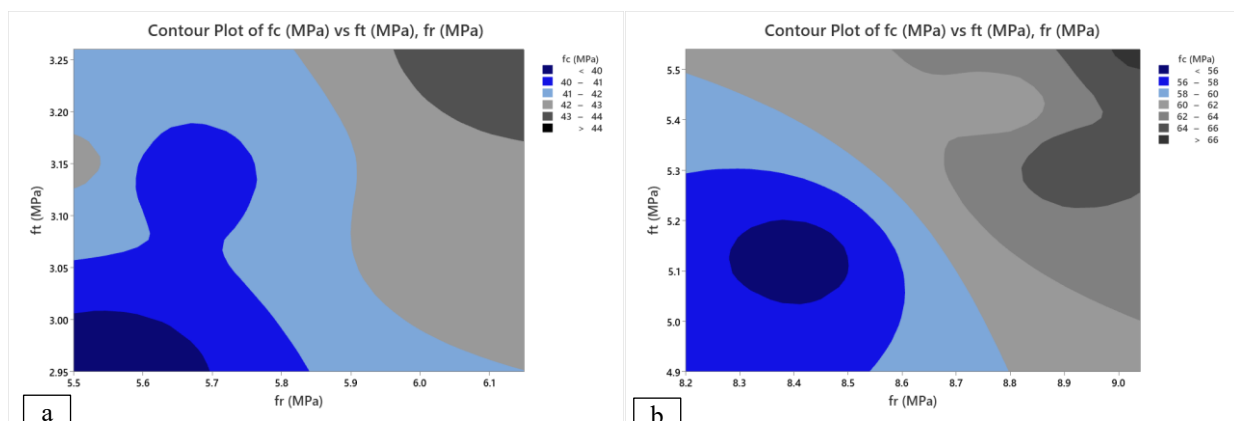 Contour Plot of fc (MPa) vs ft (MPa), fr (MPa)
fc (MPa)
< 40
40 – 41
41 – 42
42 – 43
43 – 44
> 44
3.25
3.20
3.15
3.10
3.05
3.00
2.95
ft (MPa)
5.5 5.6 5.7 5.8 5.9 6.0 6.1
fr (MPa)
a
Contour Plot of fc (MPa) vs ft (MPa), fr (MPa)
fc (MPa)
< 56
56 – 58
58 – 60
60 – 62
62 – 64
64 – 66
> 66
5.5
5.4
5.3
5.2
5.1
5.0
4.9
ft (MPa)
8.2 8.3 8.4 8.5 8.6 8.7 8.8 8.9 9.0
fr (MPa)
b